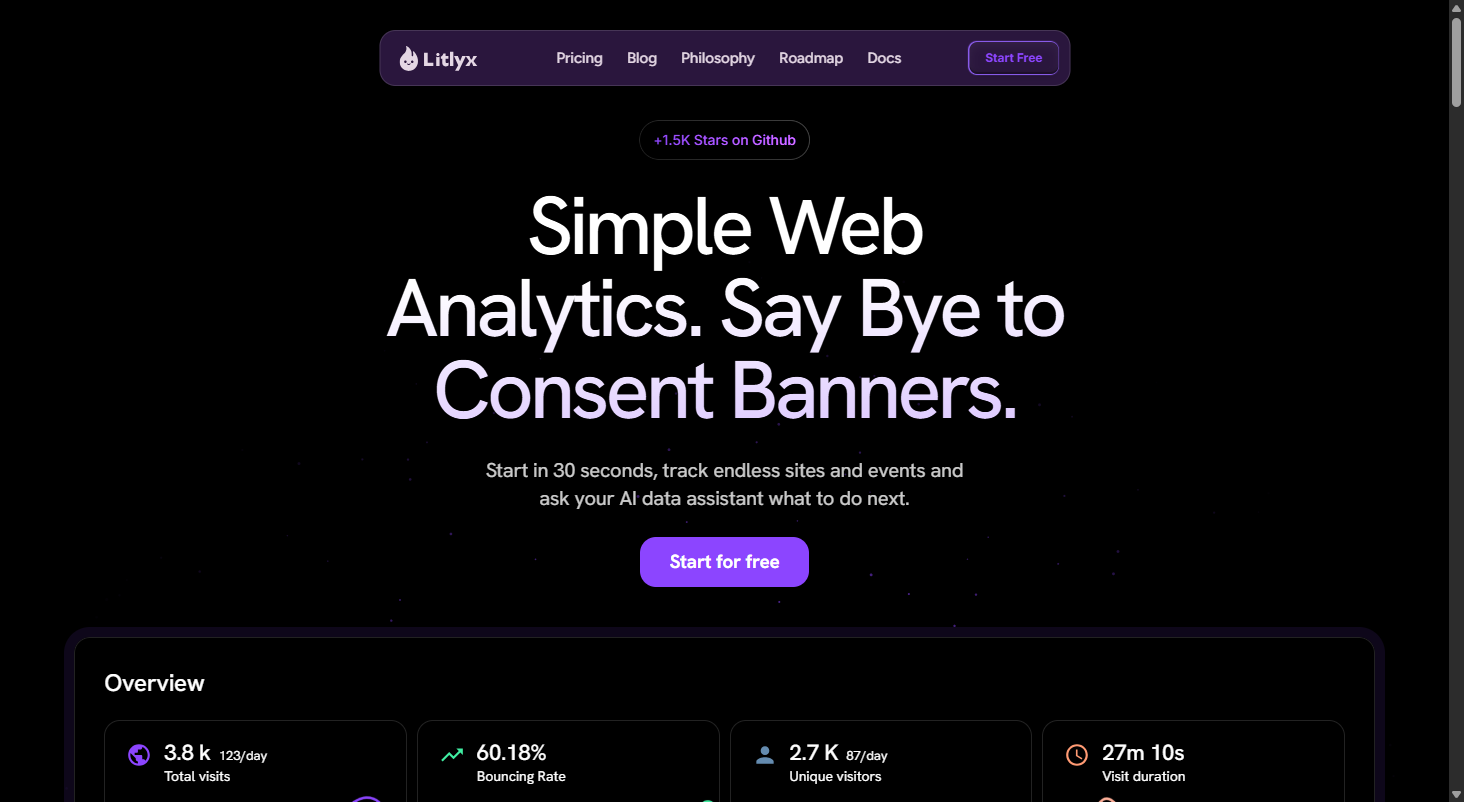 Litlyx
Pricing
Blog
Philosophy
Roadmap
Docs
Start Free
+1.5K Stars on Github
Simple Web
Analytics. Say Bye to
Consent Banners.
Start in 30 seconds, track endless sites and events and
ask your AI data assistant what to do next.
Start for free
Overview
3.8 k 123/day
Total visits
60.18%
Bouncing Rate
2.7 K 87/day
Unique visitors
27m 10s
Visit duration